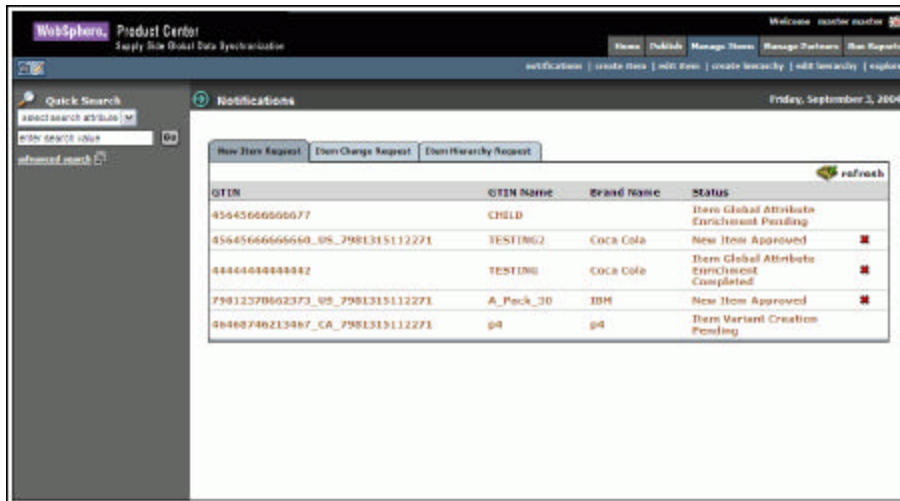 WebSphere. Product Center
Supply Side Global Data Synchronization
Welcome master master
Home Publish Manage Items Manage Partners Run Reports
notifications | create item | edit item | create hierarchy | edit hierarchy | explore
Quick Search
select search attribute
enter search value Go
advanced search
Notifications Friday, September 3, 2004
New Item Request Item Change Request Item Hierarchy Request
refresh
GTIN GTIN Name Brand Name Status
45645666666677 CHILD Item Global Attribute
Enrichment Pending
45645666666660_US_7981315112271 TESTING2 Coca Cola New Item Approved
44444444444442 TESTING Coca Cola Item Global Attribute
Enrichment
Completed
79812378662373_US_7981315112271 A_Pack_30 IBM New Item Approved
46468746213467_CA_7981315112271 p4 p4 Item Variant Creation
Pending